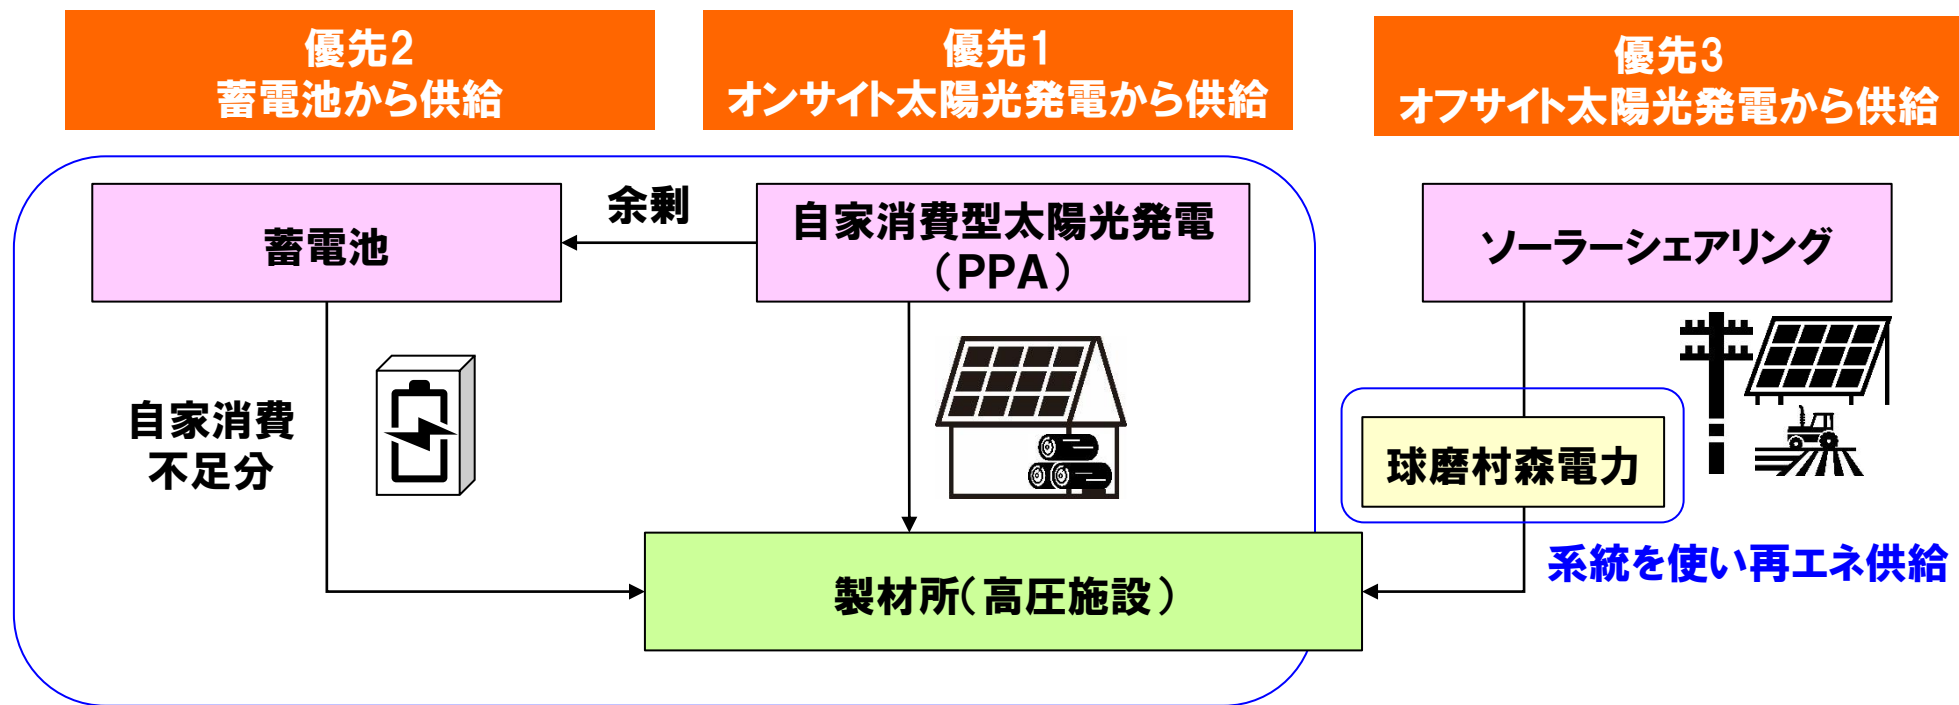 優先2
蓄電池から供給
優先1
オンサイト太陽光発電から供給
優先3
オフサイト太陽光発電から供給
蓄電池
余剰
自家消費型太陽光発電
（PPA）
ソーラーシェアリング
自家消費
不足分
球磨村森電力
系統を使い再エネ供給
製材所（高圧施設）